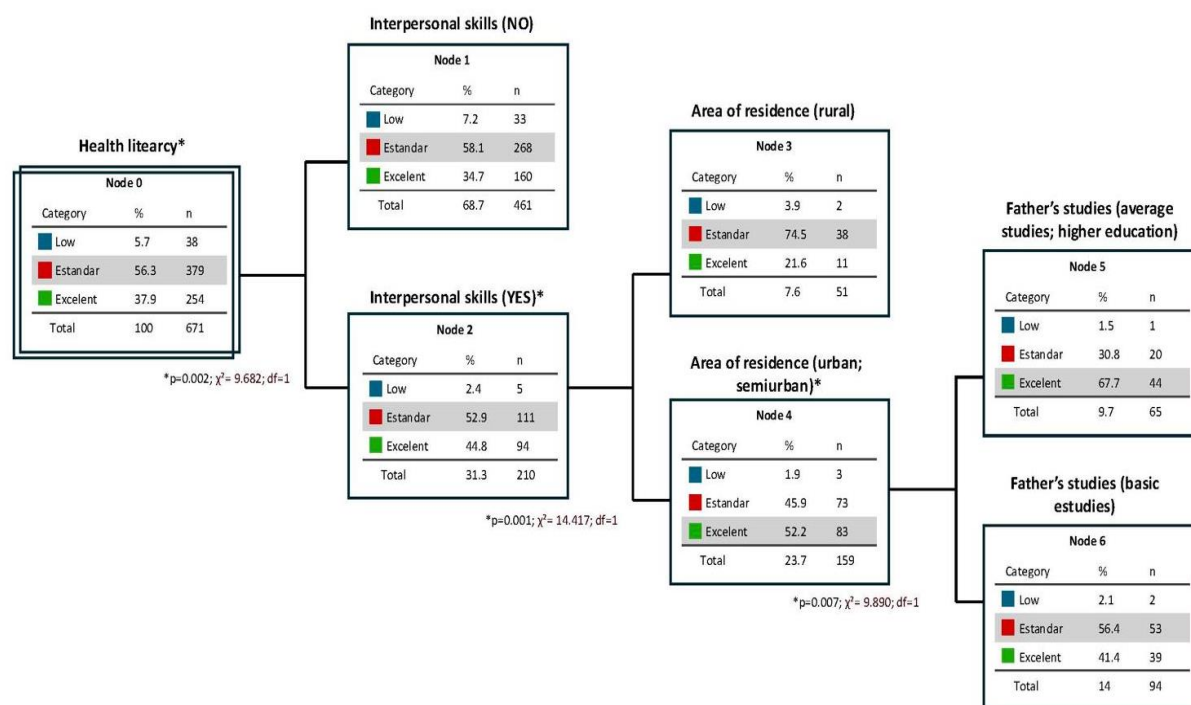 Health litearcy*
Node 0
Category % n
Low 5.7 38
Estandar 56.3 379
Excelent 37.9 254
Total 100 671
*p=0.002; χ²= 9.682; df=1
Interpersonal skills (NO)
Node 1
Category % n
Low 7.2 33
Estandar 58.1 268
Excelent 34.7 160
Total 68.7 461
Interpersonal skills (YES)*
Node 2
Category % n
Low 2.4 5
Estandar 52.9 111
Excelent 44.8 94
Total 31.3 210
*p=0.001; χ²= 14.417; df=1
Area of residence (rural)
Node 3
Category % n
Low 3.9 2
Estandar 74.5 38
Excelent 21.6 11
Total 7.6 51
Area of residence (urban;
semiurban)*
Node 4
Category % n
Low 1.9 3
Estandar 45.9 73
Excelent 52.2 83
Total 23.7 159
*p=0.007; χ²= 9.890; df=1
Father’s studies (average
studies; higher education)
Node 5
Category % n
Low 1.5 1
Estandar 30.8 20
Excelent 67.7 44
Total 9.7 65
Father’s studies (basic
estudies)
Node 6
Category % n
Low 2.1 2
Estandar 56.4 53
Excelent 41.4 39
Total 14 94